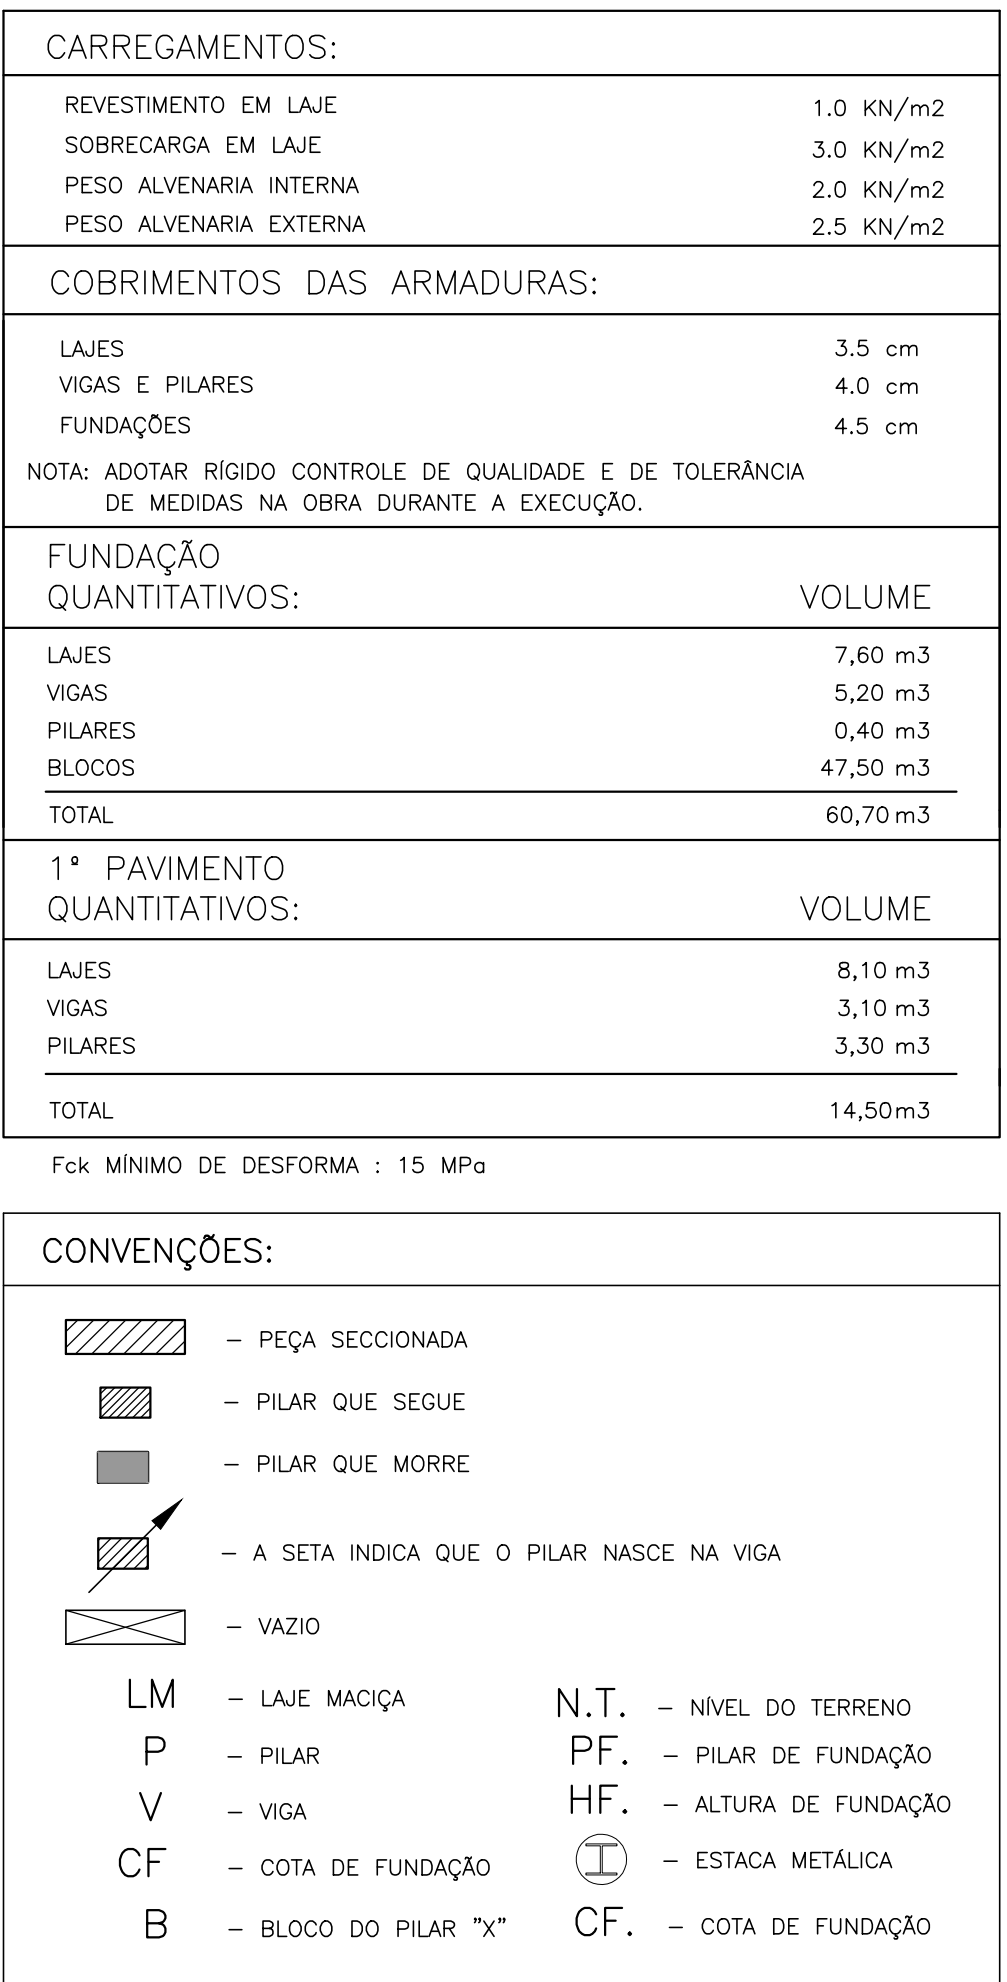 CARREGAMENTOS:
REVESTIMENTO EM LAJE 1.0 KN/m2
SOBRECARGA EM LAJE 3.0 KN/m2
PESO ALVENARIA INTERNA 2.0 KN/m2
PESO ALVENARIA EXTERNA 2.5 KN/m2
COBRIMENTOS DAS ARMADURAS:
LAJES 3.5 cm
VIGAS E PILARES 4.0 cm
FUNDAÇÕES 4.5 cm
NOTA: ADOTAR RÍGIDO CONTROLE DE QUALIDADE E DE TOLERÂNCIA
DE MEDIDAS NA OBRA DURANTE A EXECUÇÃO.
FUNDAÇÃO
QUANTITATIVOS: VOLUME
LAJES 7,60 m3
VIGAS 5,20 m3
PILARES 0,40 m3
BLOCOS 47,50 m3
TOTAL 60,70 m3
1º PAVIMENTO
QUANTITATIVOS: VOLUME
LAJES 8,10 m3
VIGAS 3,10 m3
PILARES 3,30 m3
TOTAL 14,50m3
Fck MÍNIMO DE DESFORMA : 15 MPa
CONVENÇÕES:
– PEÇA SECCIONADA
– PILAR QUE SEGUE
– PILAR QUE MORRE
– A SETA INDICA QUE O PILAR NASCE NA VIGA
– VAZIO
LM – LAJE MACIÇA N.T. – NÍVEL DO TERRENO
P – PILAR PF. – PILAR DE FUNDAÇÃO
V – VIGA HF. – ALTURA DE FUNDAÇÃO
CF – COTA DE FUNDAÇÃO – ESTACA METÁLICA
B – BLOCO DO PILAR ”X” CF. – COTA DE FUNDAÇÃO